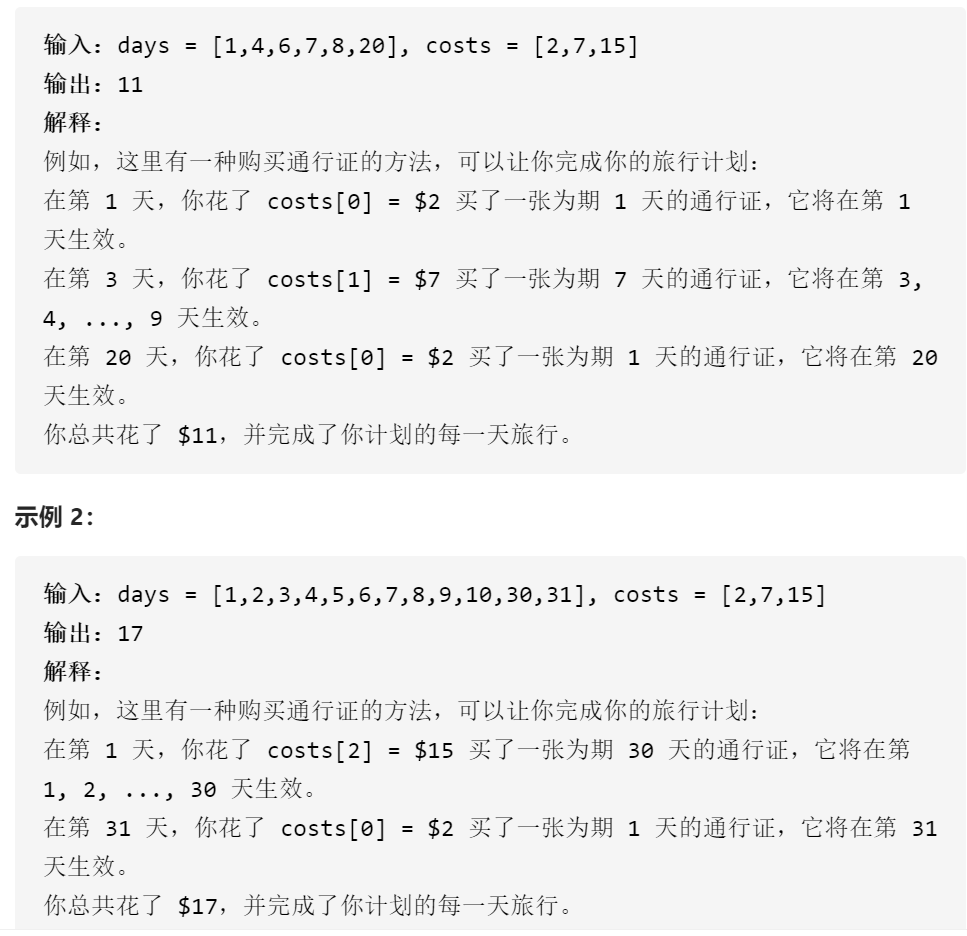 输入：days = [1,4,6,7,8,20], costs = [2,7,15]
输出：11
解释：
例如，这里有一种购买通行证的方法，可以让你完成你的旅行计划：
在第 1 天，你花了 costs[0] = $2 买了一张为期 1 天的通行证，它将在第 1
天生效。
在第 3 天，你花了 costs[1] = $7 买了一张为期 7 天的通行证，它将在第 3,
4, ..., 9 天生效。
在第 20 天，你花了 costs[0] = $2 买了一张为期 1 天的通行证，它将在第 20
天生效。
你总共花了 $11，并完成了你计划的每一天旅行。
示例 2：
输入：days = [1,2,3,4,5,6,7,8,9,10,30,31], costs = [2,7,15]
输出：17
解释：
例如，这里有一种购买通行证的方法，可以让你完成你的旅行计划：
在第 1 天，你花了 costs[2] = $15 买了一张为期 30 天的通行证，它将在第
1, 2, ..., 30 天生效。
在第 31 天，你花了 costs[0] = $2 买了一张为期 1 天的通行证，它将在第 31
天生效。
你总共花了 $17，并完成了你计划的每一天旅行。